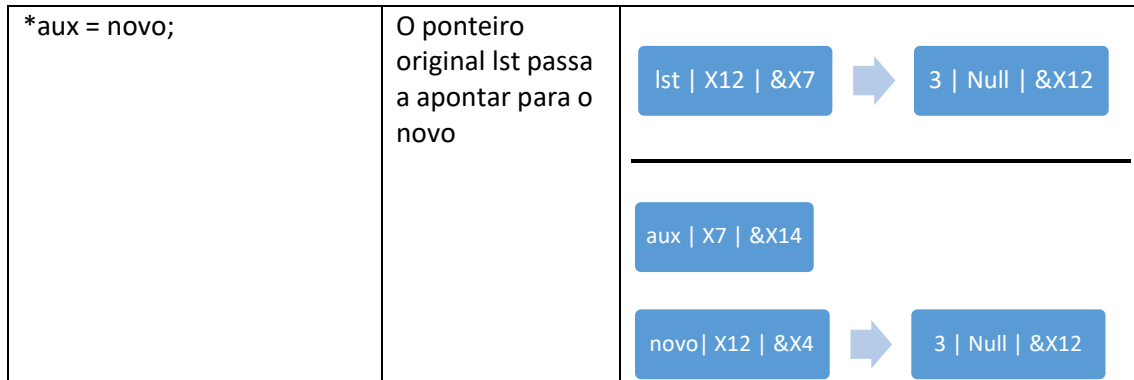 *aux = novo;
O ponteiro
original lst passa
a apontar para o
novo
lst | X12 | &X7
3 | Null | &X12
aux | X7 | &X14
novo| X12 | &X4
3 | Null | &X12